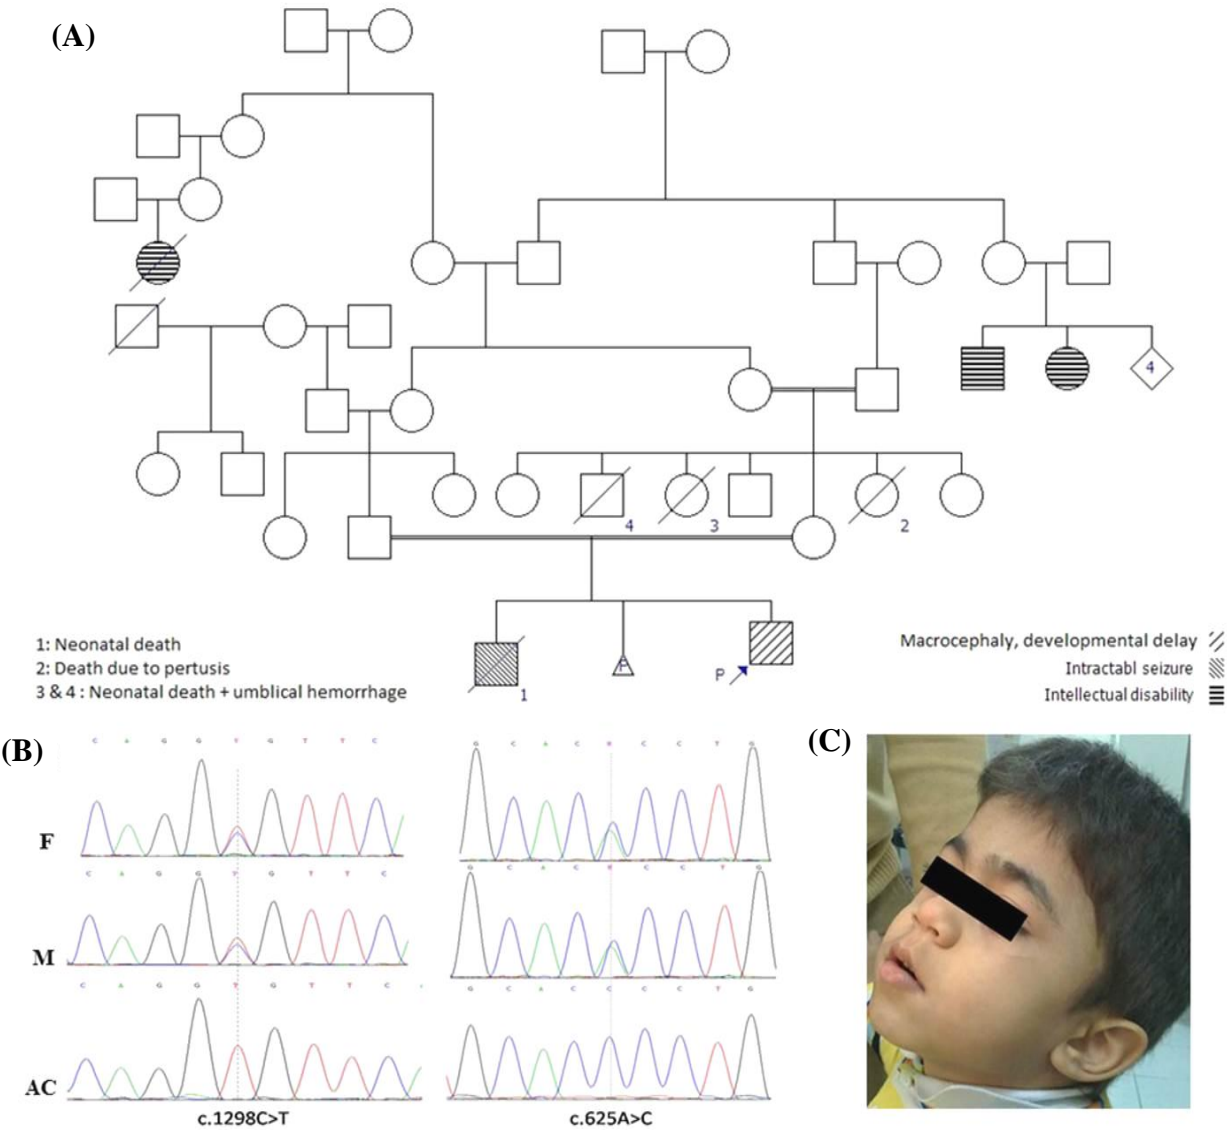 (A)
4
4
3
2
1: Neonatal death
2: Death due to pertusis
3 & 4 : Neonatal death + umblical hemorrhage
1
P
P
Macrocephaly, developmental delay
Intractabl seizure
Intellectual disability
(B)
(C)
C A G G T G T T C
G C A C C C T G
F
C A G G T G T T C
G C A C C C T G
M
C A G G T G T T C
G C A C C C C T G
AC
c.1298C>T
c.625A>C